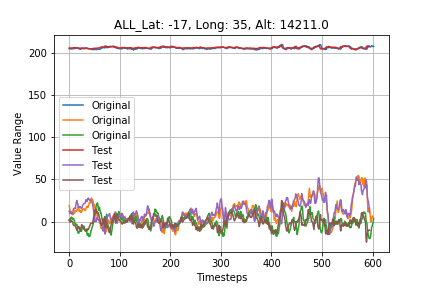 ALL_Lat: -17, Long: 35, Alt: 14211.0
200
150
100
50
0
Value Range
Original
Original
Original
Test
Test
Test
0 100 200 300 400 500 600
Timesteps